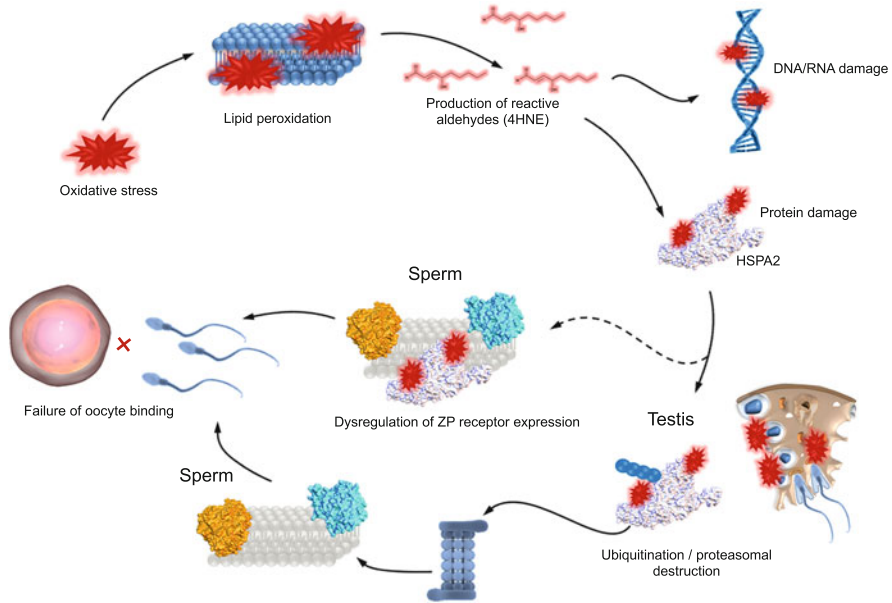 DNA/RNA damage
Lipid peroxidation
Production of reactive
aldehydes (4HNE)
Oxidative stress
Protein damage
HSPA2
Sperm
Failure of oocyte binding
Dysregulation of ZP receptor expression
Testis
Sperm
Ubiquitination / proteasomal
destruction